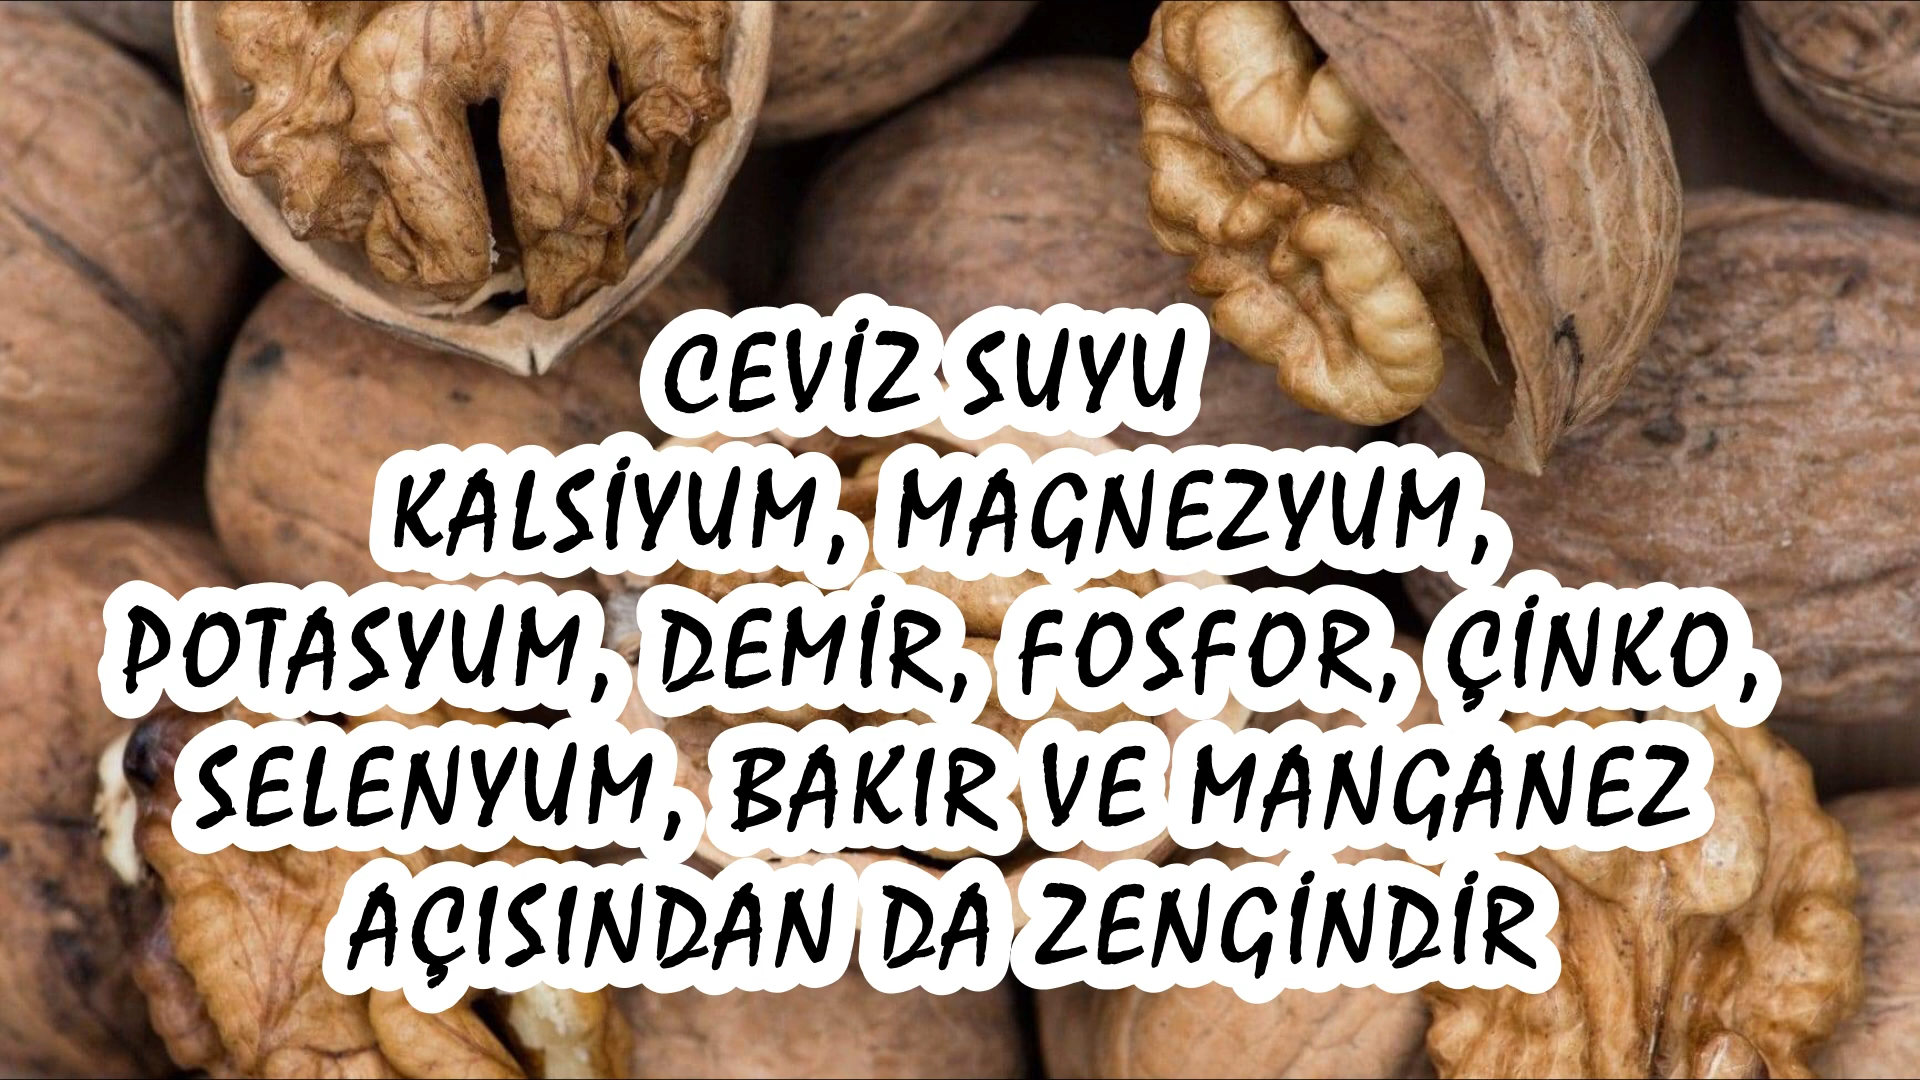 CEVİZ SUYU
KALSİYUM, MAGNEZYUM,
POTASYUM, DEMİR, FOSFOR, ÇİNKO,
SELENYUM, BAKIR VE MANGANEZ
AÇISINDAN DA ZENGİNDİR